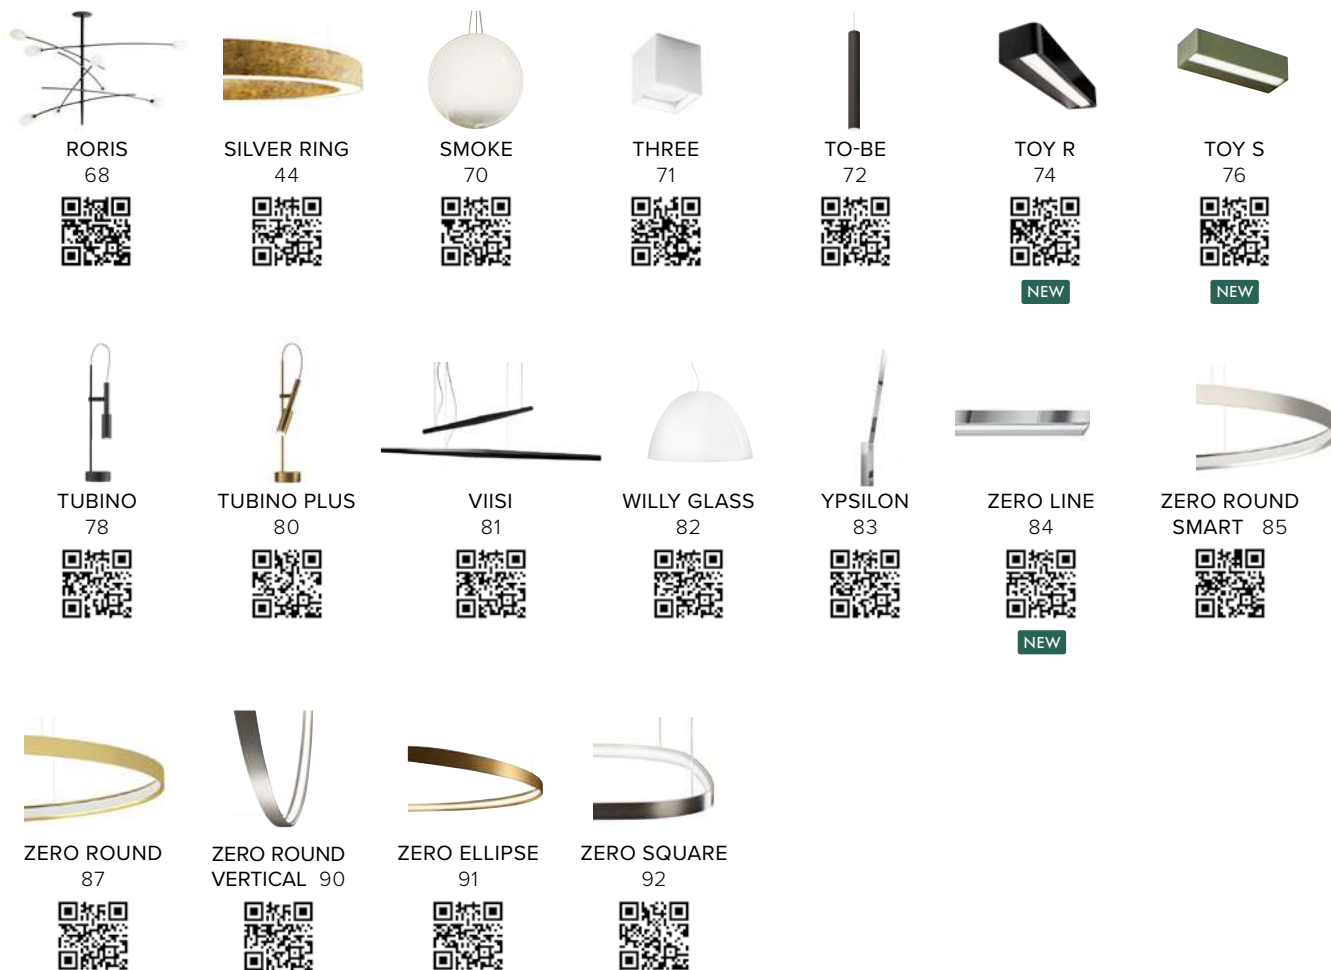 RORIS
68
SILVER RING
44
SMOKE
70
THREE
71
TO-BE
72
TOY R
74
NEW
TOY S
76
NEW
TUBINO
78
TUBINO PLUS
80
VIISI
81
WILLY GLASS
82
YPSILON
83
ZERO LINE
84
NEW
ZERO ROUND
SMART 85
ZERO ROUND
87
ZERO ROUND
VERTICAL 90
ZERO ELLIPSE
91
ZERO SQUARE
92